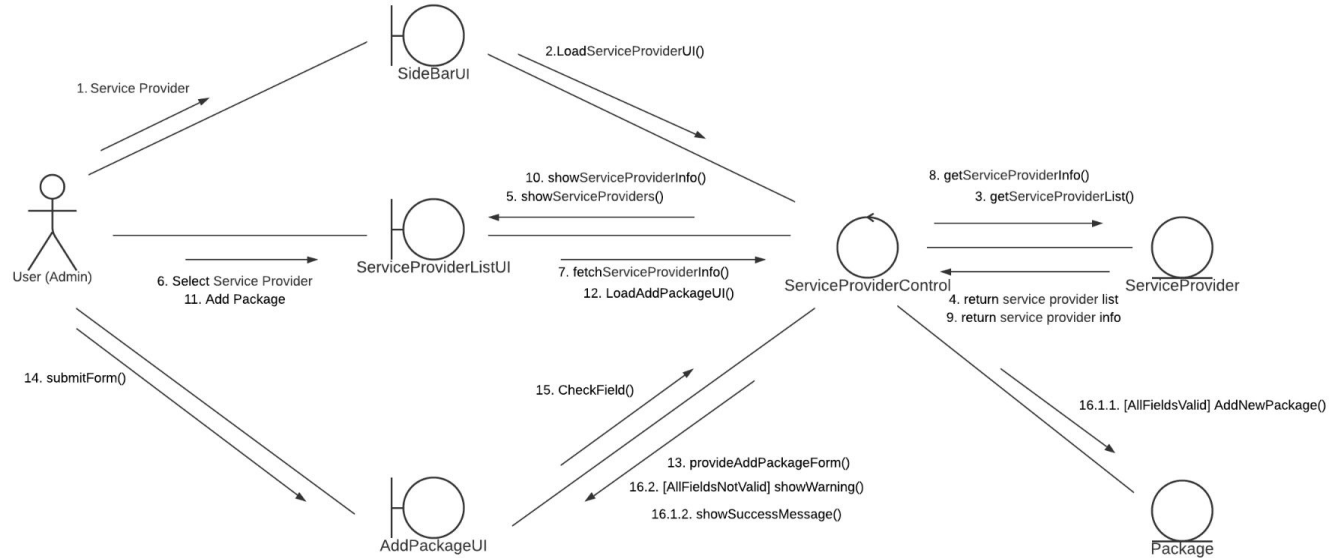 SideBarUI
2.LoadServiceProviderUI()
1. Service Provider
10. showServiceProviderInfo()
5. showServiceProviders()
8. getServiceProviderInfo()
3. getServiceProviderList()
User (Admin)
ServiceProviderListUI
6. Select Service Provider
11. Add Package
7. fetchServiceProviderInfo()
12. LoadAddPackageUI()
ServiceProviderControl
ServiceProvider
4. return service provider list
9. return service provider info
14. submitForm()
15. CheckField()
16.1.1. [AllFieldsValid] AddNewPackage()
13. provideAddPackageForm()
16.2. [AllFieldsNotValid] showWarning()
16.1.2. showSuccessMessage()
AddPackageUI
Package